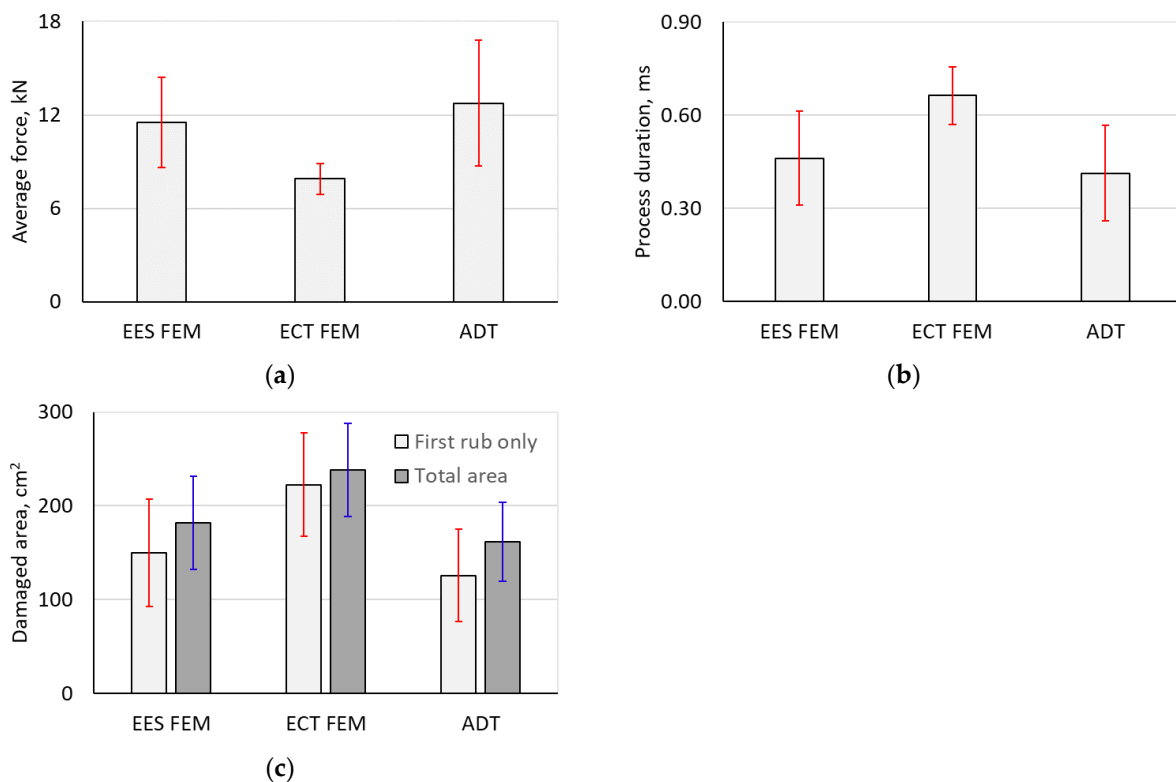 Average force, kN
18
12
6
0
EES FEM
ECT FEM
ADT
(a)
Process duration, ms
0.90
0.60
0.30
0.00
EES FEM
ECT FEM
ADT
(b)
Damaged area, cm²
300
200
100
0
First rub only
Total area
EES FEM
ECT FEM
ADT
(c)